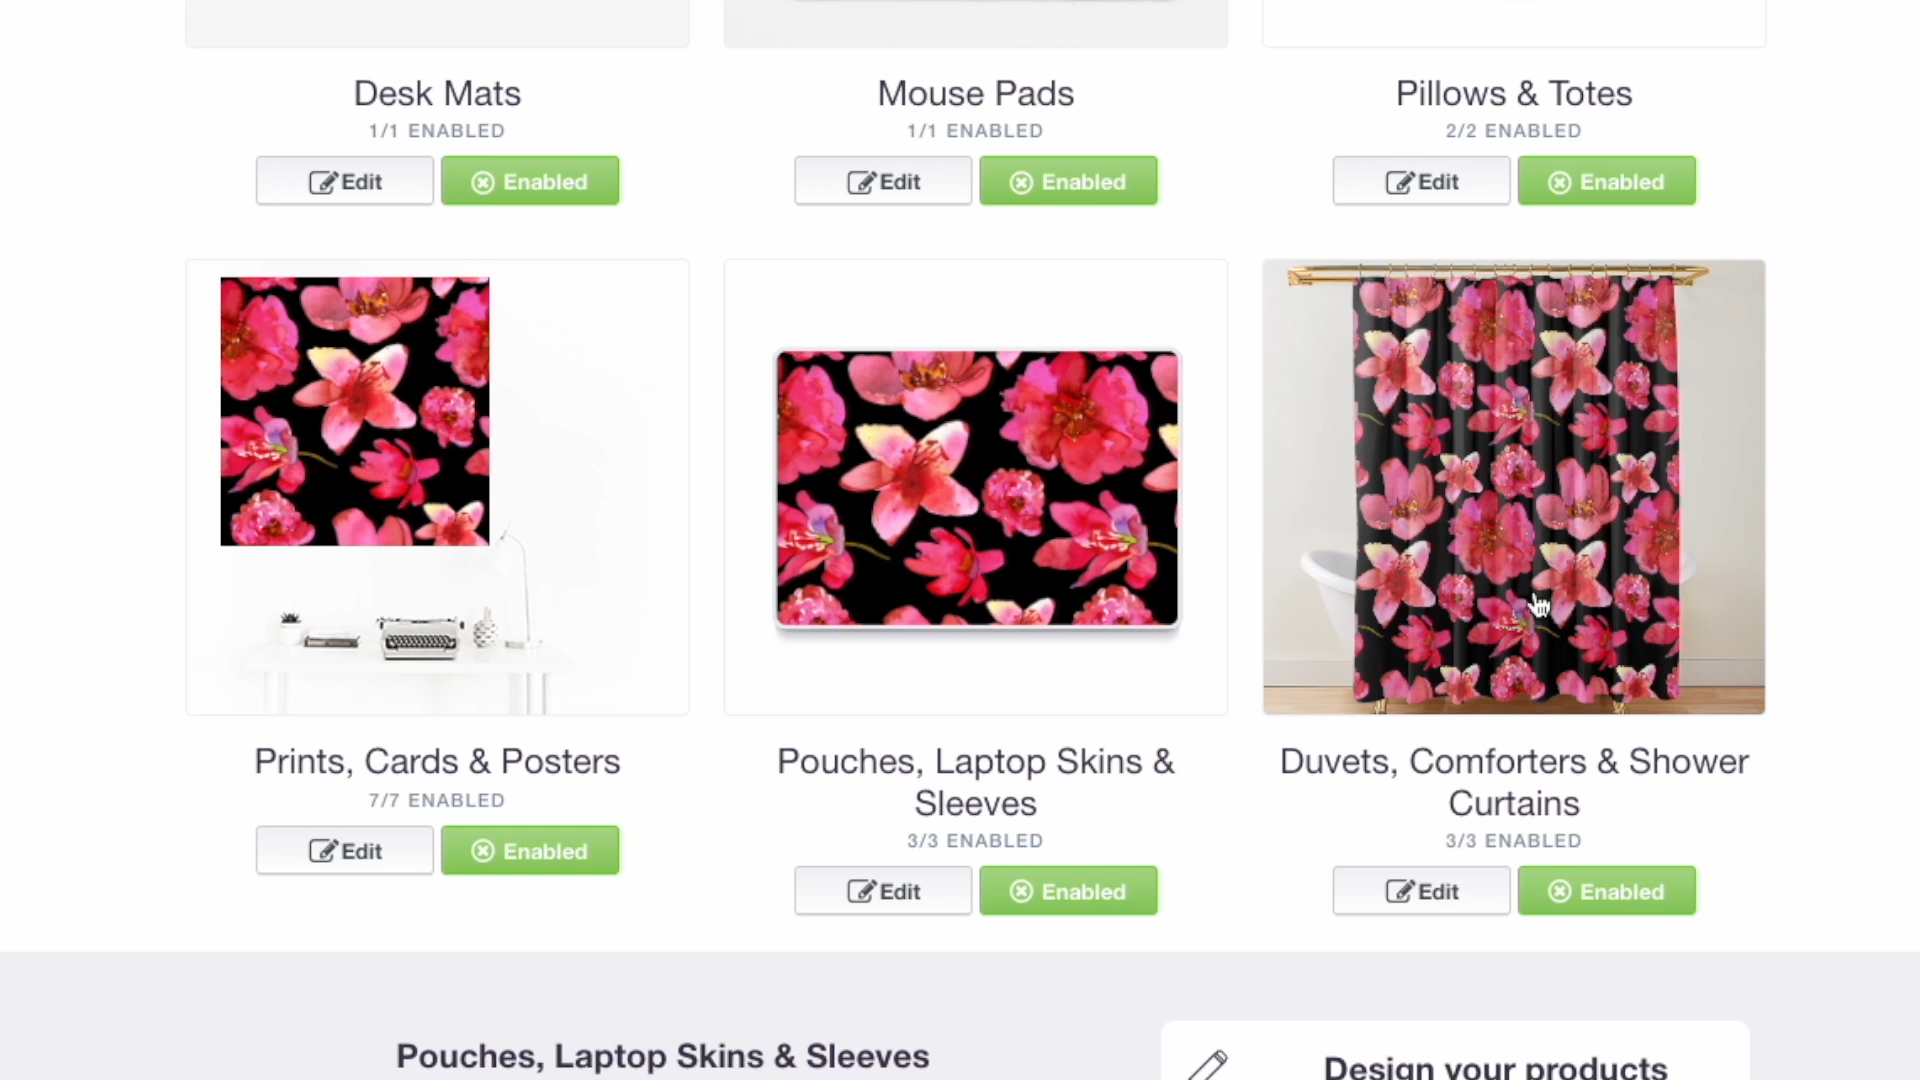 Desk Mats
1/1 ENABLED
Edit
Enabled
Mouse Pads
1/1 ENABLED
Edit
Enabled
Pillows & Totes
2/2 ENABLED
Edit
Enabled
Prints, Cards & Posters
7/7 ENABLED
Edit
Enabled
Pouches, Laptop Skins &
Sleeves
3/3 ENABLED
Edit
Enabled
Duvets, Comforters & Shower
Curtains
3/3 ENABLED
Edit
Enabled
Pouches, Laptop Skins & Sleeves
Design your products